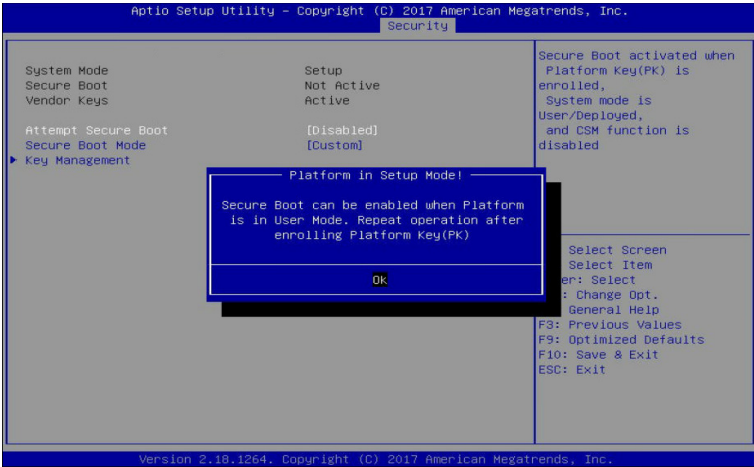 Aptio Setup Utility – Copyright (C) 2017 American Megatrends, Inc.
Security
System Mode Setup
Secure Boot Not Active
Vendor Keys Active
Attempt Secure Boot [Disabled]
Secure Boot Mode [Custom]
Key Management
Platform in Setup Mode!
Secure Boot can be enabled when Platform
is in User Mode. Repeat operation after
enrolling Platform Key(PK)
Ok
Secure Boot activated when
Platform Key(PK) is
enrolled,
System mode is
User/Deployed,
and CSM function is
disabled
Select Screen
Select Item
er: Select
: Change Opt.
General Help
F3: Previous Values
F9: Optimized Defaults
F10: Save & Exit
ESC: Exit
Version 2.18.1264. Copyright (C) 2017 American Megatrends, Inc.